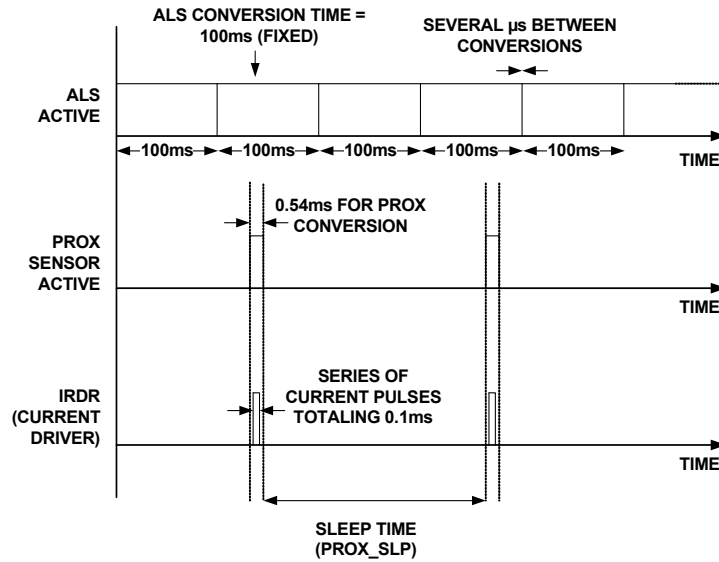 ALS CONVERSION TIME =
100ms (FIXED)
SEVERAL µs BETWEEN
CONVERSIONS
ALS
ACTIVE
100ms
100ms
100ms
100ms
100ms
TIME
0.54ms FOR PROX
CONVERSION
PROX
SENSOR
ACTIVE
TIME
SERIES OF
CURRENT PULSES
TOTALING 0.1ms
IRDR
(CURRENT
DRIVER)
TIME
SLEEP TIME
(PROX_SLP)